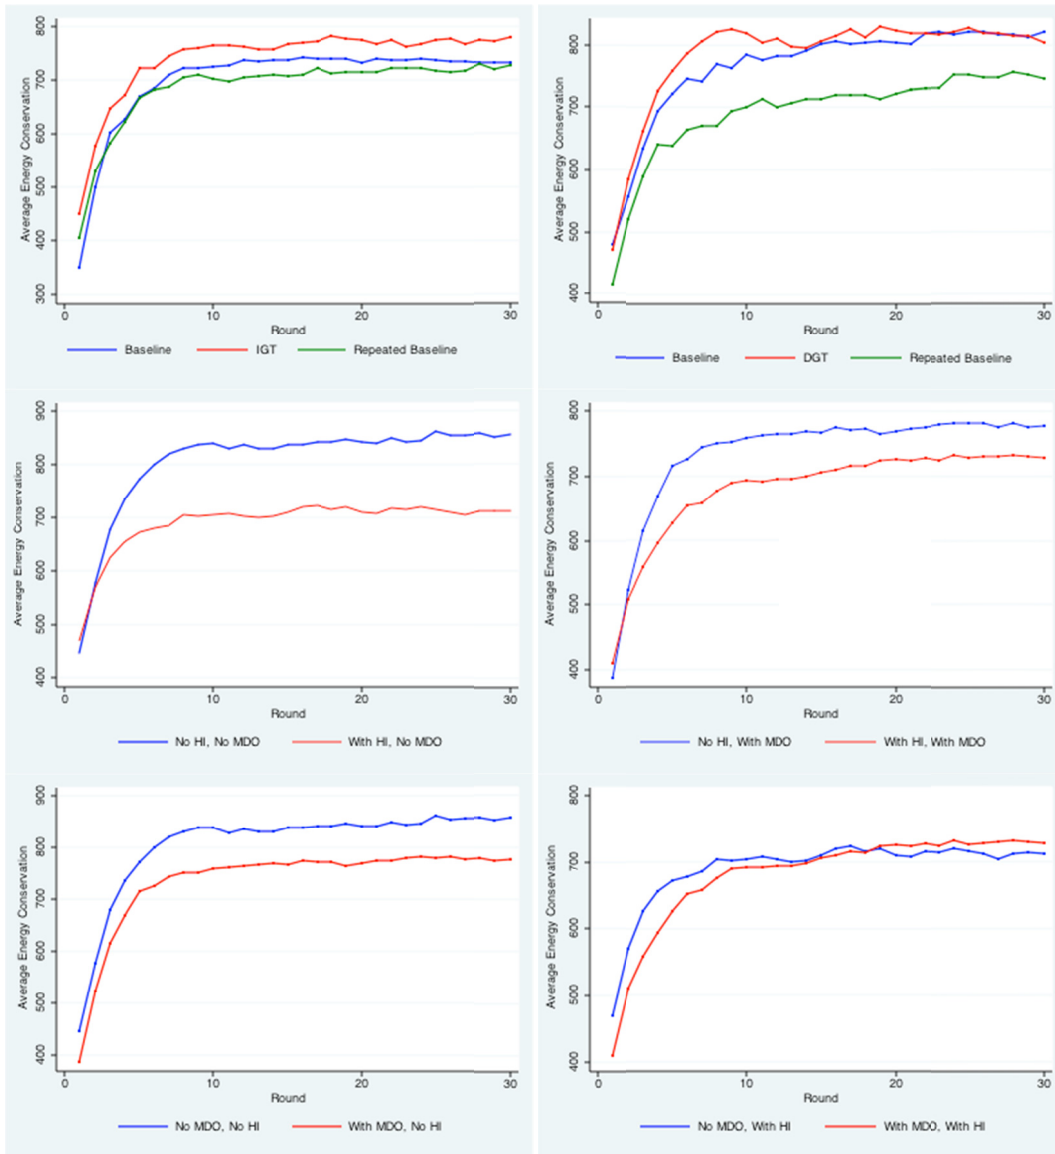 Average Energy Conservation
800
700
600
500
400
300
0
10
20
30
Round
Baseline
IGT
Repeated Baseline
Average Energy Conservation
800
700
600
500
400
0
10
20
30
Round
Baseline
DGT
Repeated Baseline
Average Energy Conservation
900
800
700
600
500
400
0
10
20
30
Round
No HI, No MDO
With HI, No MDO
Average Energy Conservation
800
700
600
500
400
0
10
20
30
Round
No HI, With MDO
With HI, With MDO
Average Energy Conservation
900
800
700
600
500
400
0
10
20
30
Round
No MDO, No HI
With MDO, No HI
Average Energy Conservation
800
700
600
500
400
0
10
20
30
Round
No MDO, With HI
With MDO, With HI